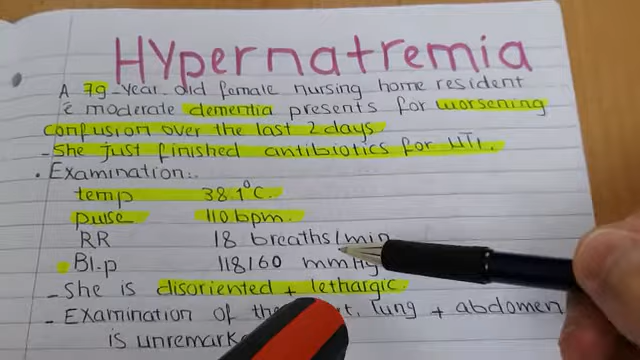 Hypernatremia
A 79-year-old female nursing home resident
c̄ moderate dementia presents for worsening
confusion over the last 2 days.
- She just finished antibiotics for UTI.
• Examination:.
temp 38.1°C.
pulse 110 bpm.
RR 18 breaths/min
Bl.p 118/60 mmHg
- She is disoriented + lethargic.
- Examination of the lung + abdomen
is